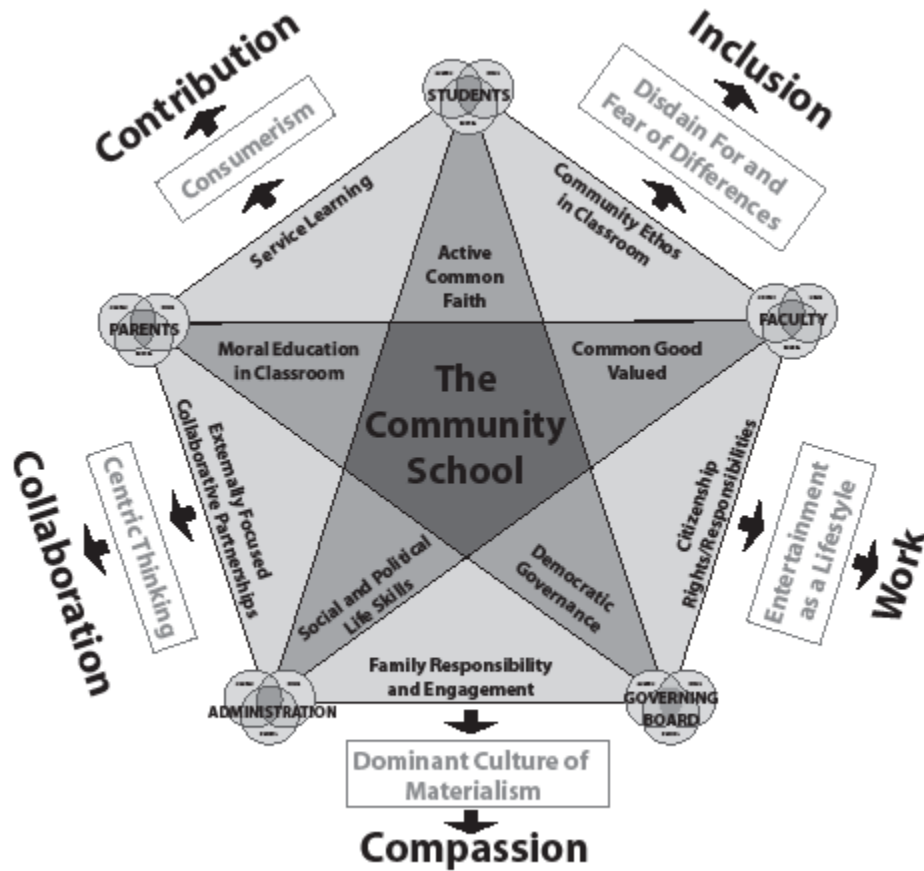 Contribution
Consumerism
Service Learning
STUDENTS
Inclusion
Disdain For and
Fear of Differences
Community Ethos
in Classroom
Active
Common
Faith
PARENTS
FACULTY
Moral Education
in Classroom
Common Good
Valued
The
Community
School
Collaboration
Centric Thinking
Externally Focused
Collaborative Partnerships
Citizenship
Rights/Responsibilities
Entertainment
as a Lifestyle
Work
Social and Political
Life Skills
Democratic
Governance
Family Responsibility
and Engagement
ADMINISTRATION
GOVERNING
BOARD
Dominant Culture of
Materialism
Compassion